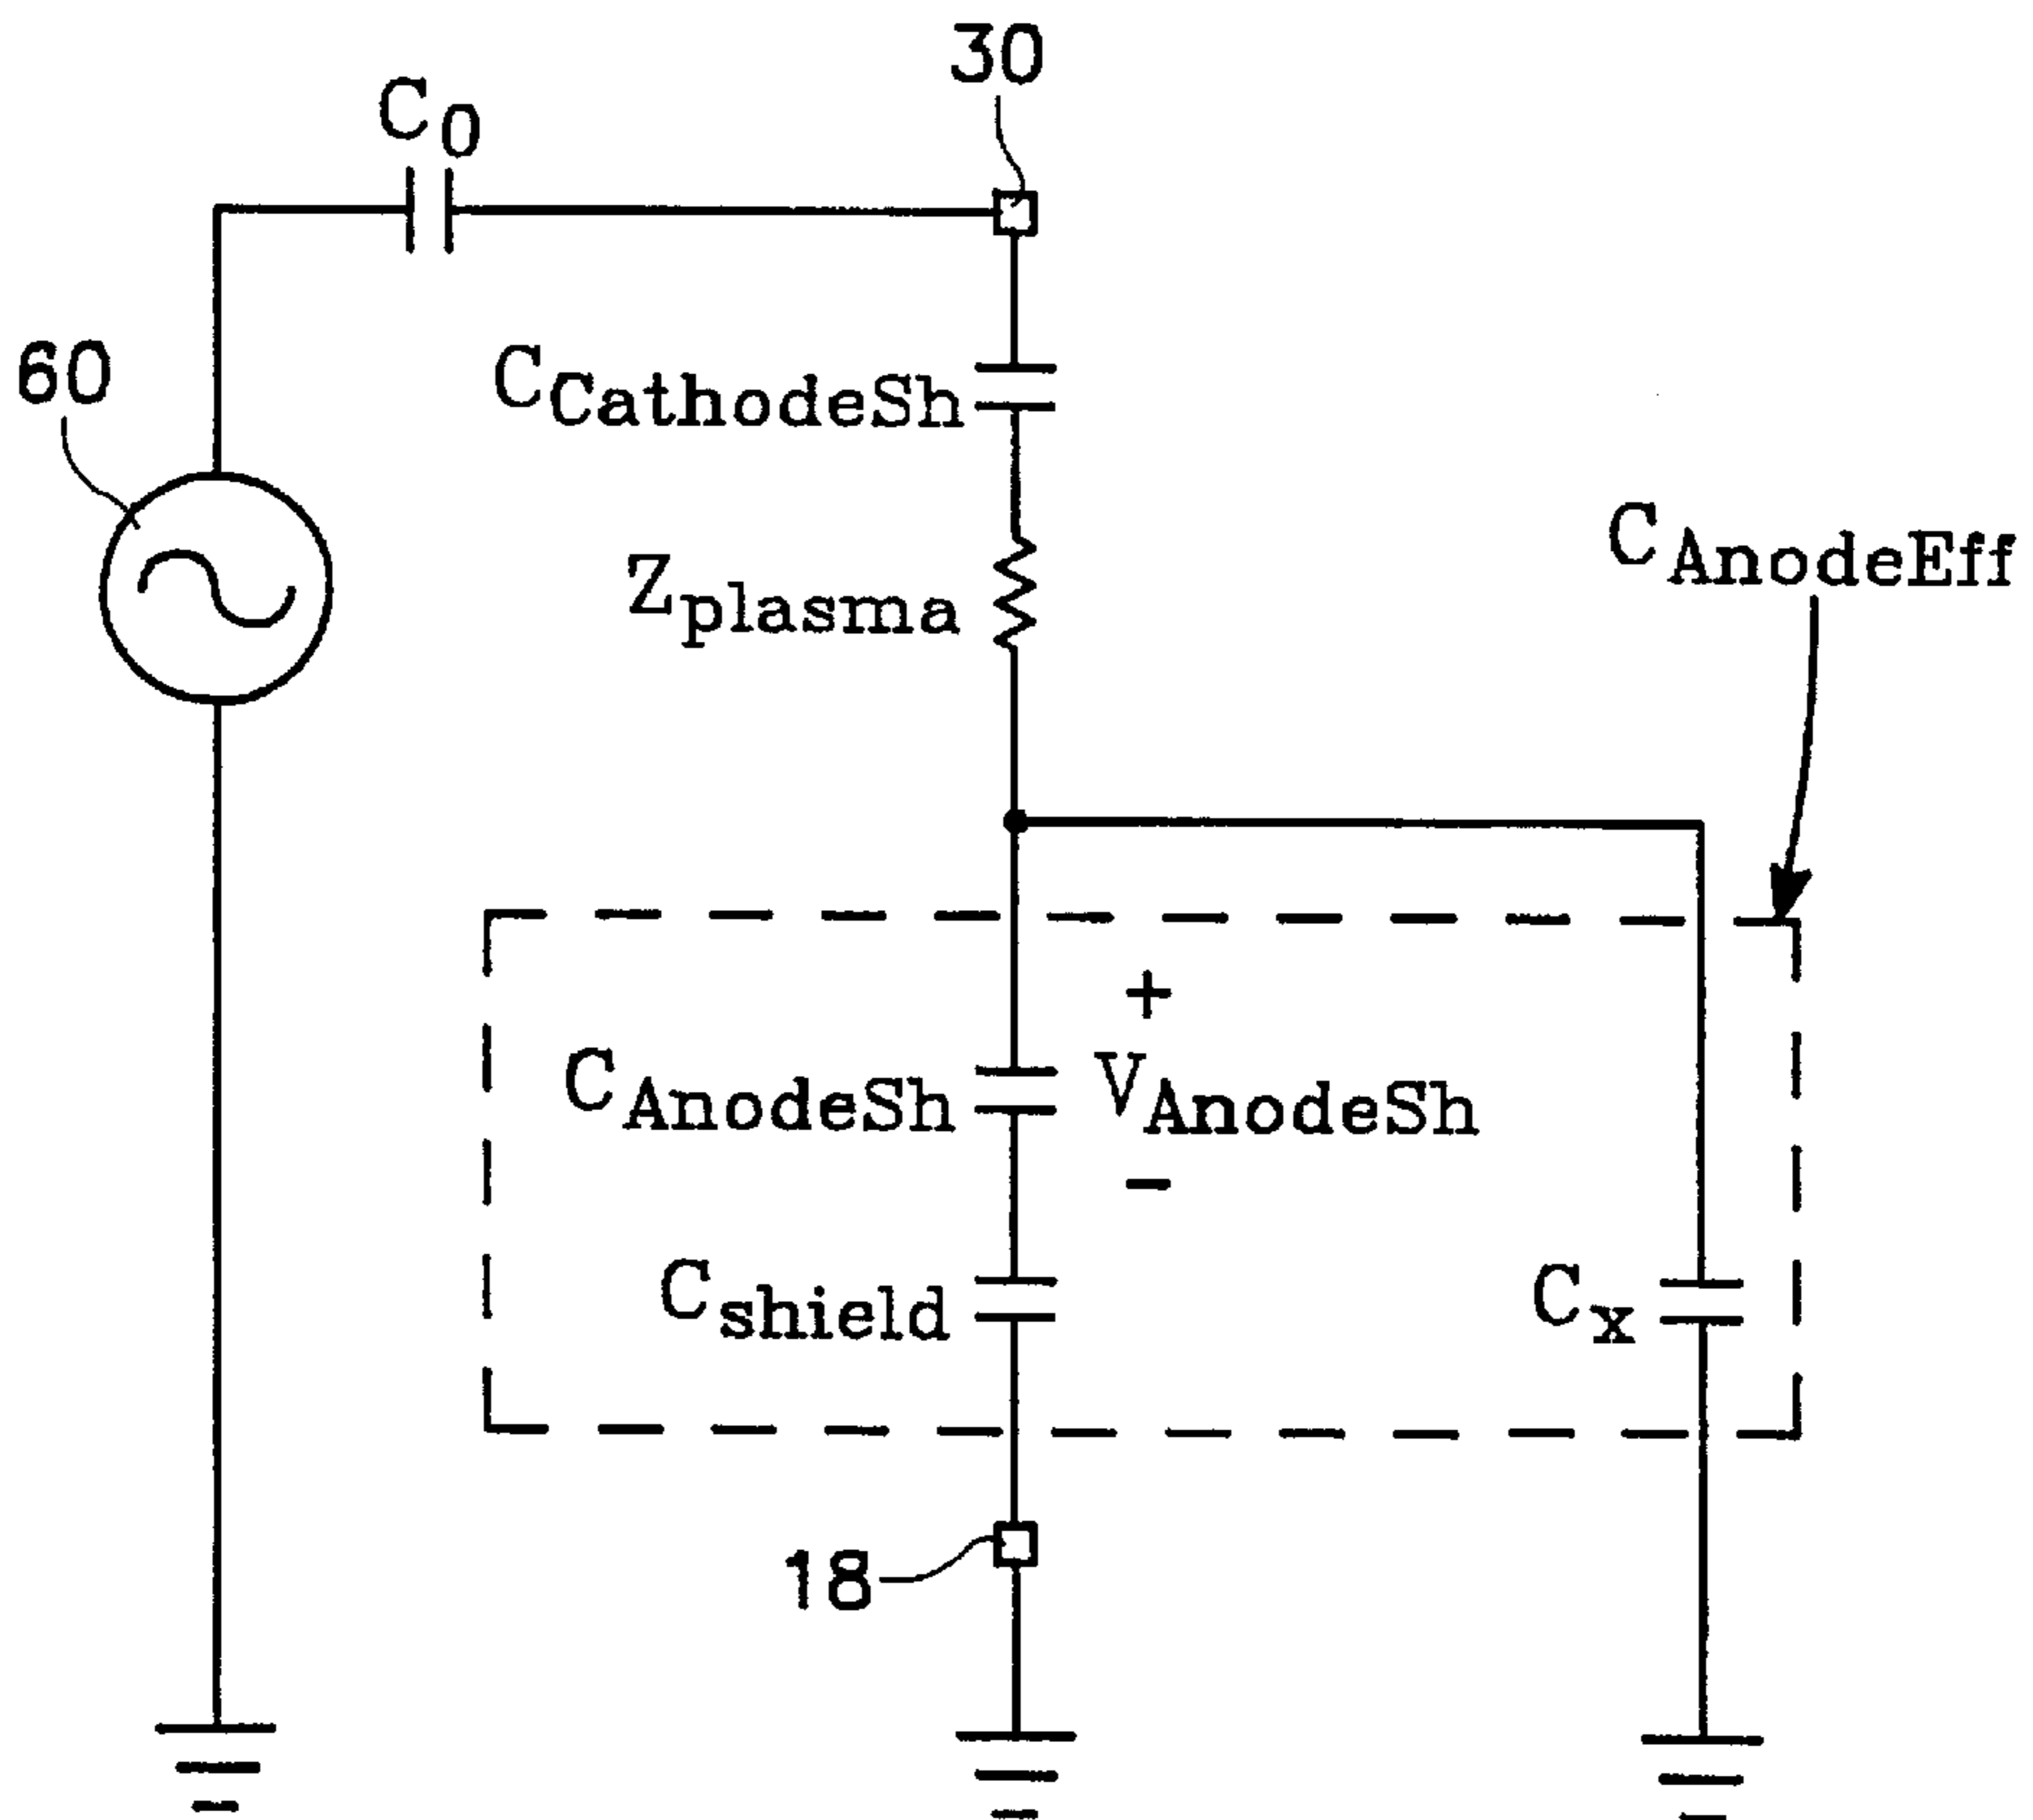 30
C0
60
CCathodeSh
Zplasma
CAnodeEff
+
CAnodeSh
VAnodeSh
−
Cshield
Cx
18